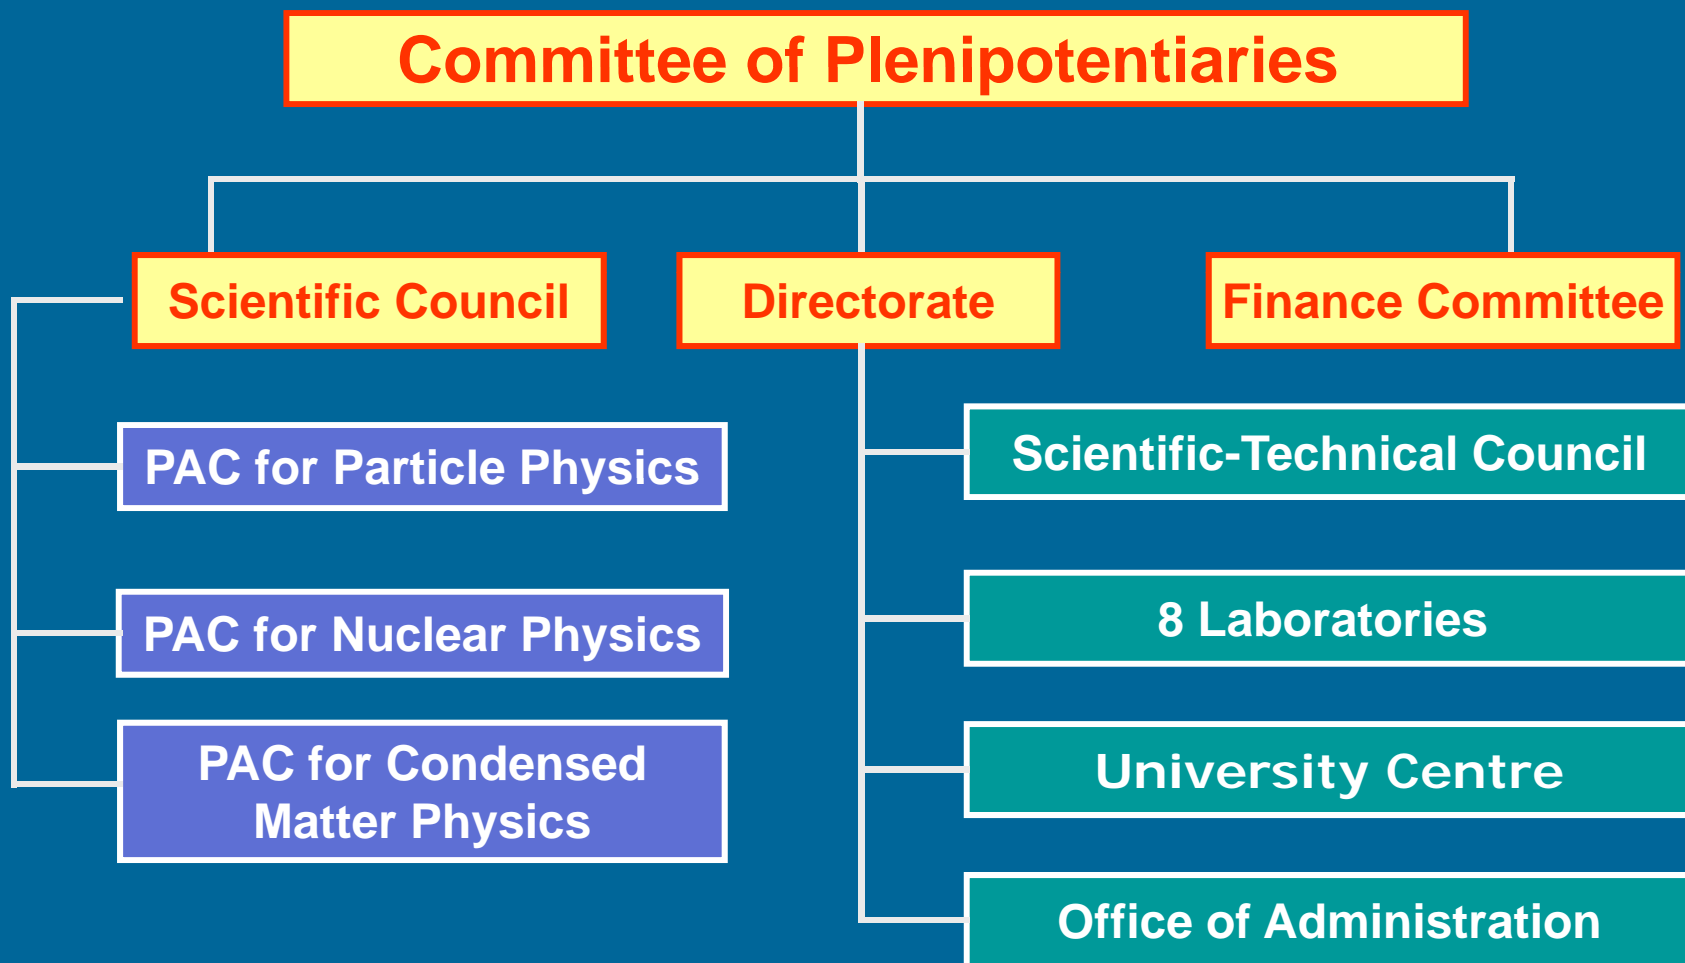 Committee of Plenipotentiaries
Scientific Council
Directorate
Finance Committee
PAC for Particle Physics
PAC for Nuclear Physics
PAC for Condensed
Matter Physics
Scientific-Technical Council
8 Laboratories
University Centre
Office of Administration